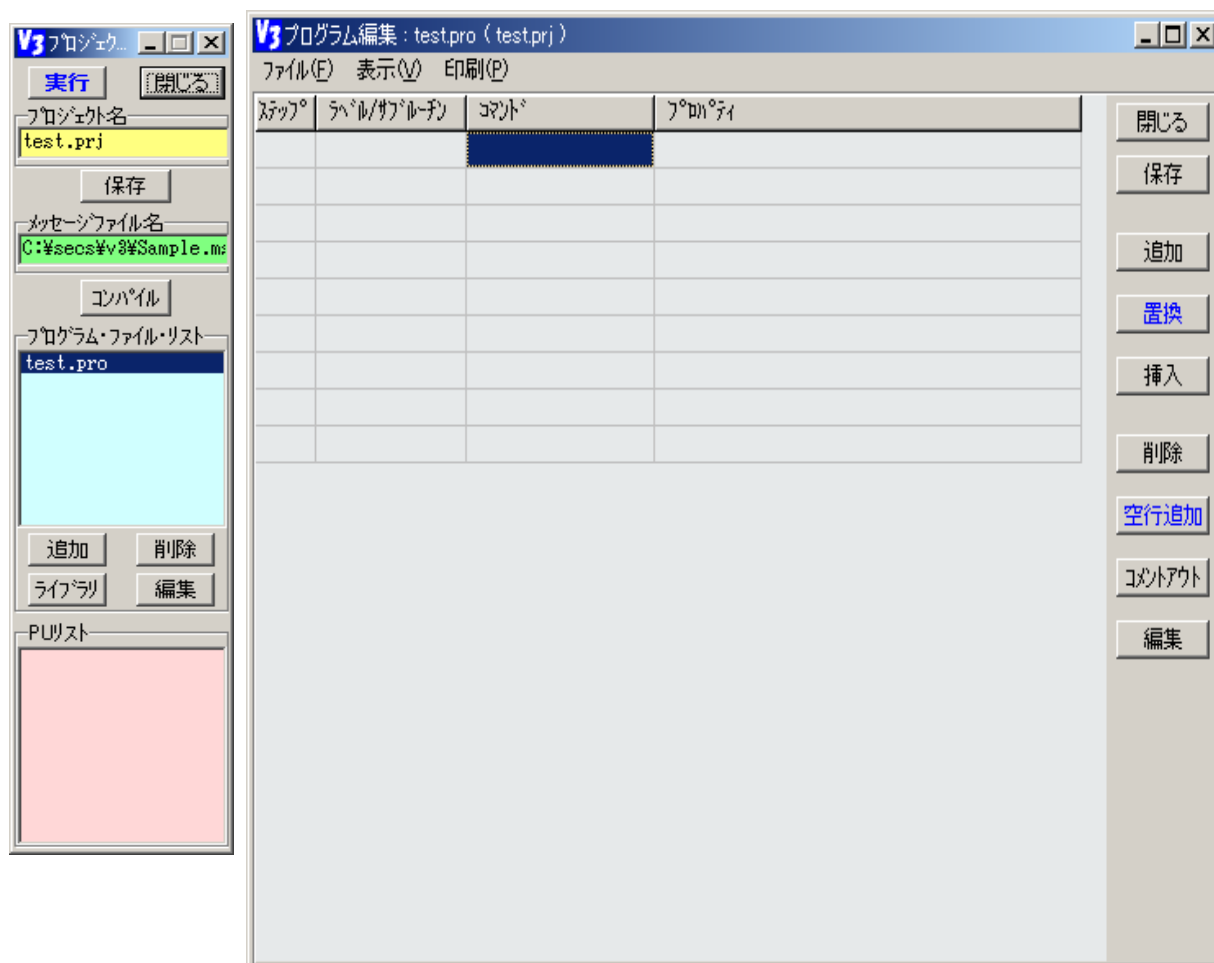 V3 ﾌﾟﾛｼﾞｪｸ...
実行
閉じる
ﾌﾟﾛｼﾞｪｸﾄ名
test.prj
保存
ﾒｯｾｰｼﾞﾌｧｲﾙ名
C:¥secs¥v3¥Sample.ms
ｺﾝﾊﾟｲﾙ
ﾌﾟﾛｸﾞﾗﾑ・ﾌｧｲﾙ・ﾘｽﾄ
test.pro
追加 削除
ﾗｲﾌﾞﾗﾘ 編集
PUﾘｽﾄ
V3 プログラム編集：test.pro ( test.prj )
ﾌｧｲﾙ(F) 表示(V) 印刷(P)
ｽﾃｯﾌﾟ ﾗﾍﾞﾙ/ｻﾌﾞﾙｰﾁﾝ ｺﾏﾝﾄﾞ ﾌﾟﾛﾊﾟﾃｨ
閉じる
保存
追加
置換
挿入
削除
空行追加
ｺﾒﾝﾄｱｳﾄ
編集